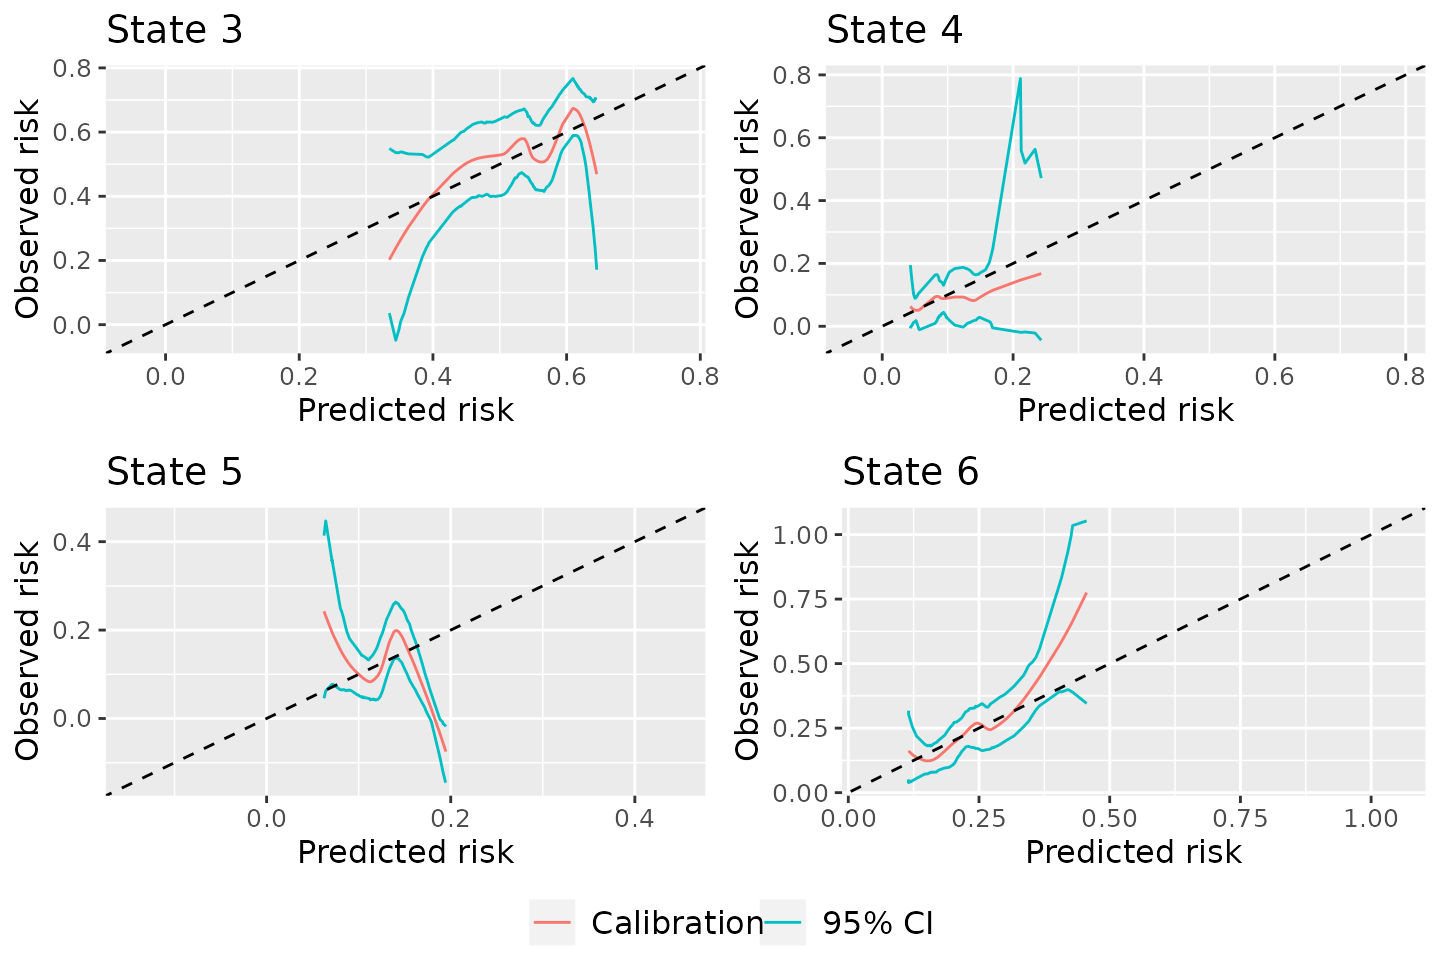 State 3
State 4
0.8
0.6
0.4
0.2
0.0
Observed risk
0.0 0.2 0.4 0.6 0.8
Predicted risk
0.8
0.6
0.4
0.2
0.0
Observed risk
0.0 0.2 0.4 0.6 0.8
Predicted risk
State 5
State 6
0.4
0.2
0.0
Observed risk
0.0 0.2 0.4
Predicted risk
1.00
0.75
0.50
0.25
0.00
Observed risk
0.00 0.25 0.50 0.75 1.00
Predicted risk
Calibration 95% CI